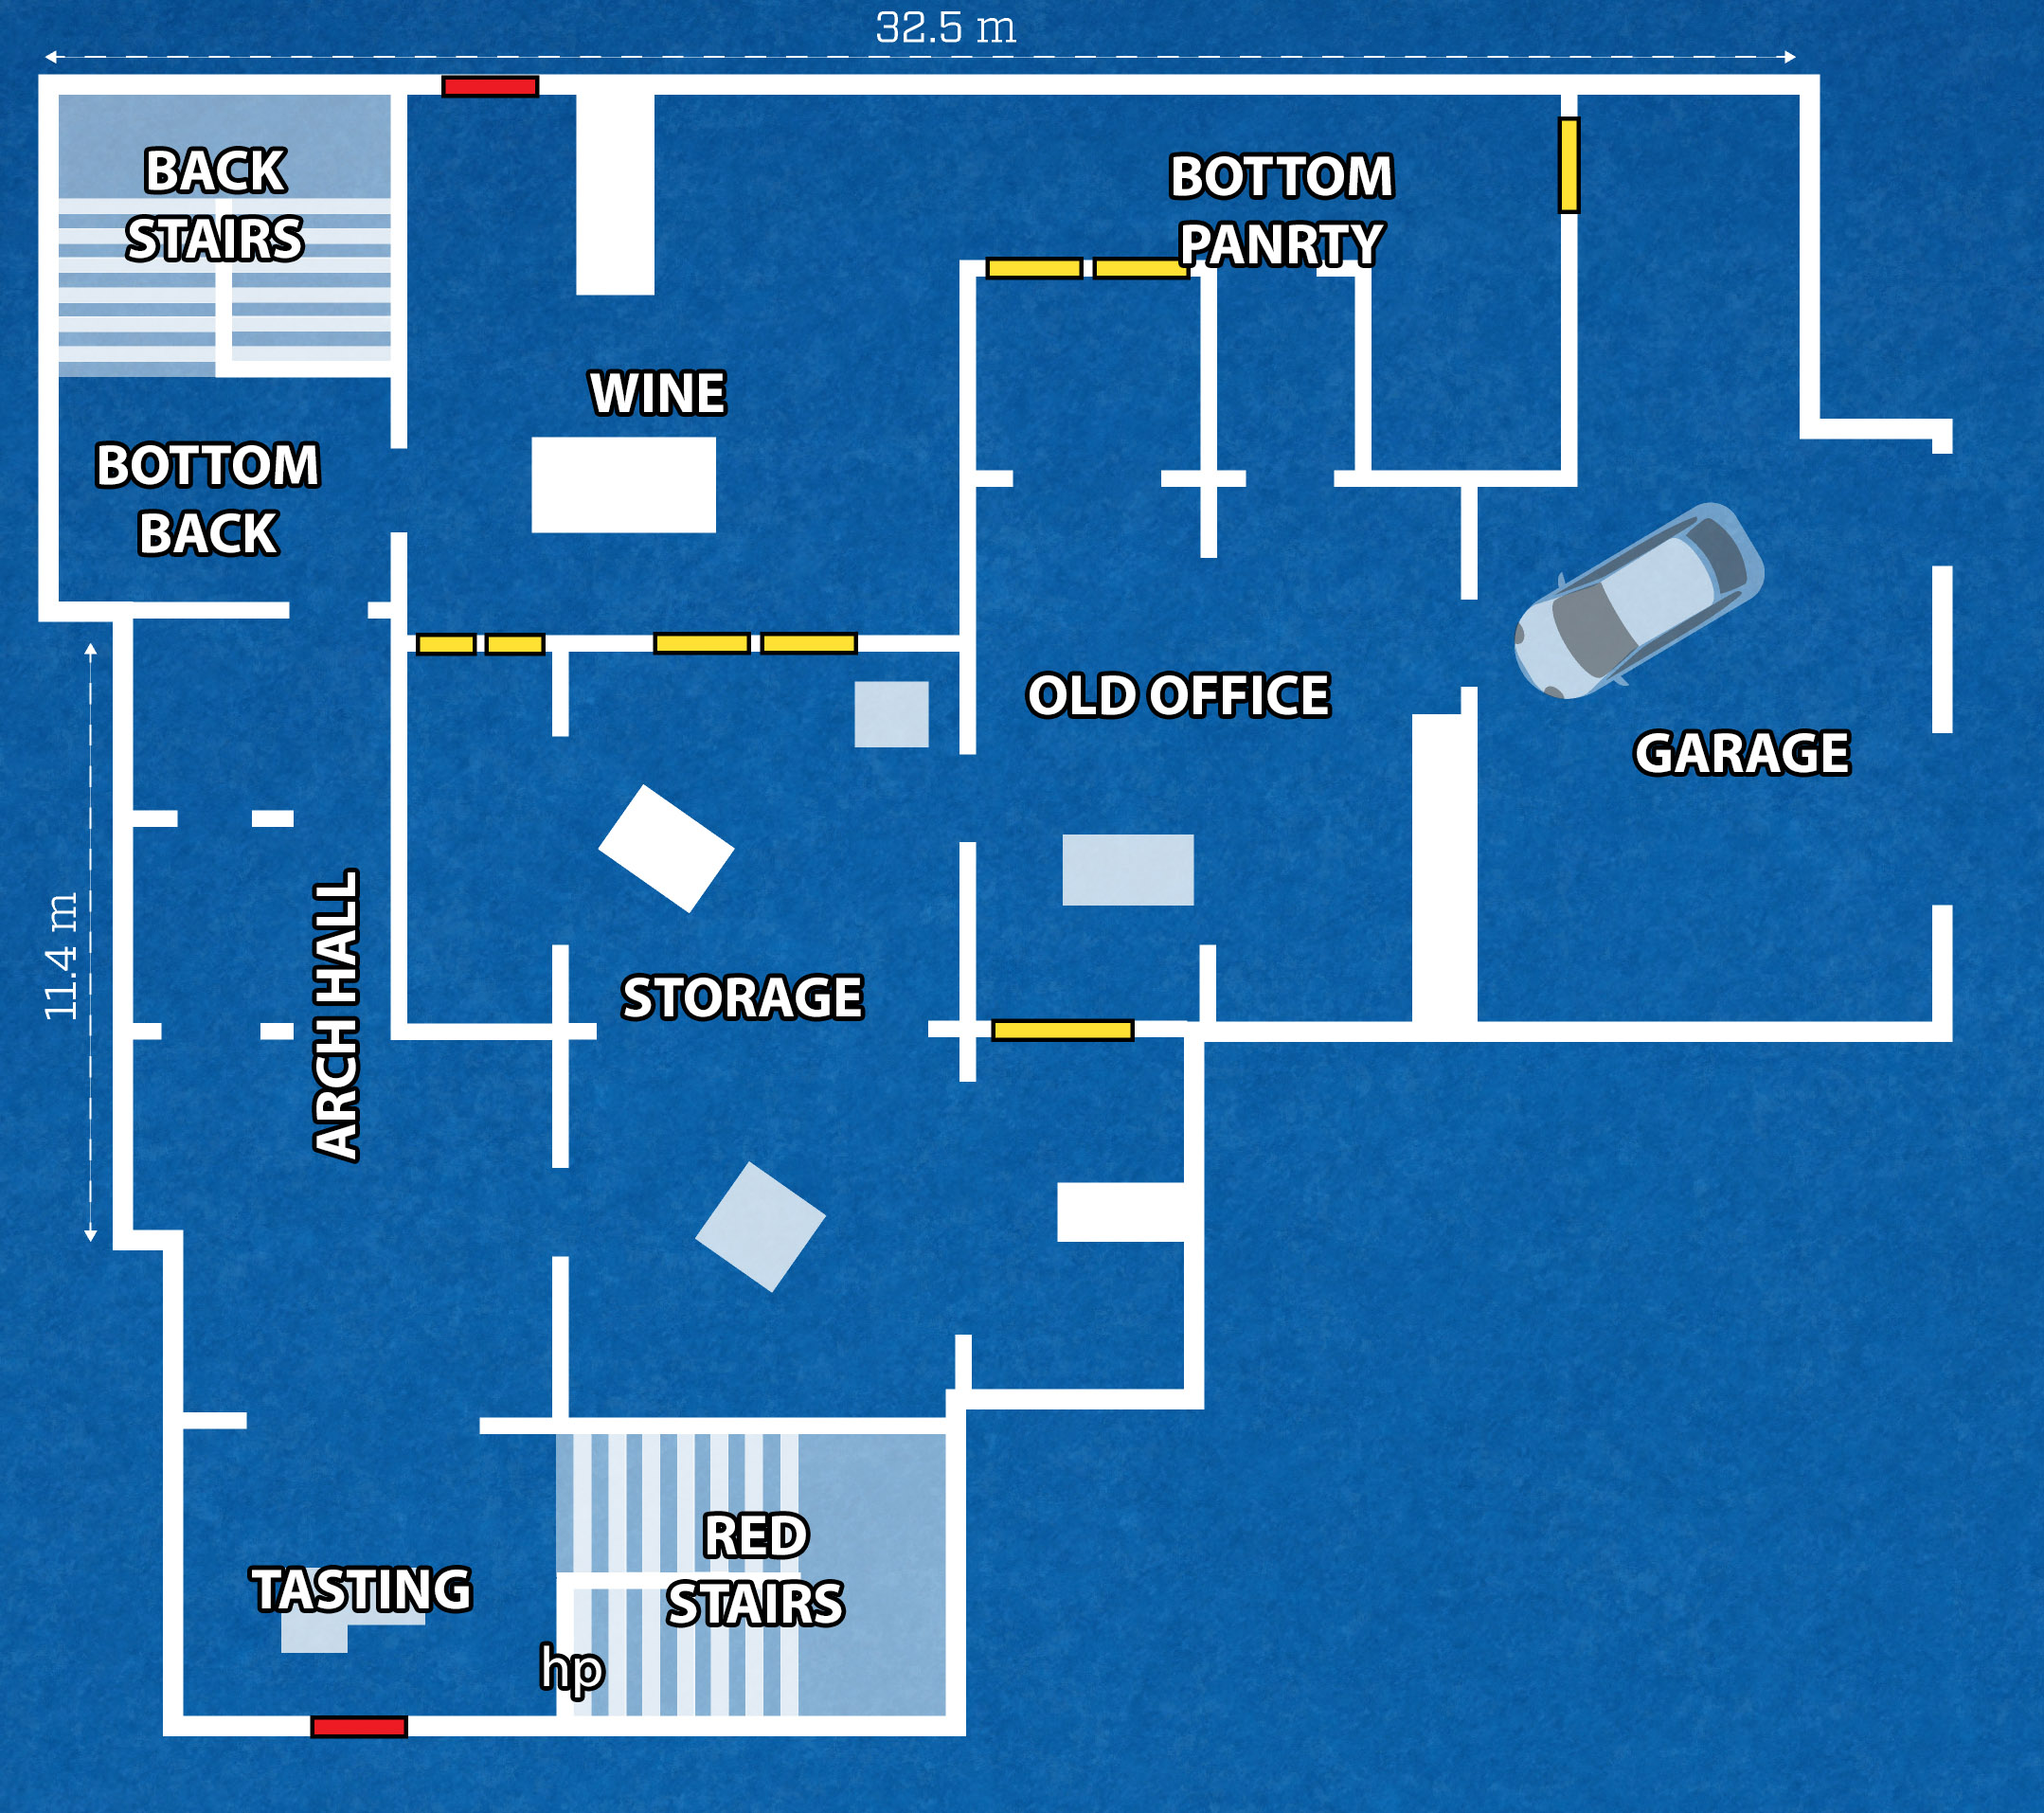 32.5 m
BACK
STAIRS
BOTTOM
PANRTY
WINE
BOTTOM
BACK
OLD OFFICE
GARAGE
11.4 m
ARCH HALL
STORAGE
RED
STAIRS
TASTING
hp